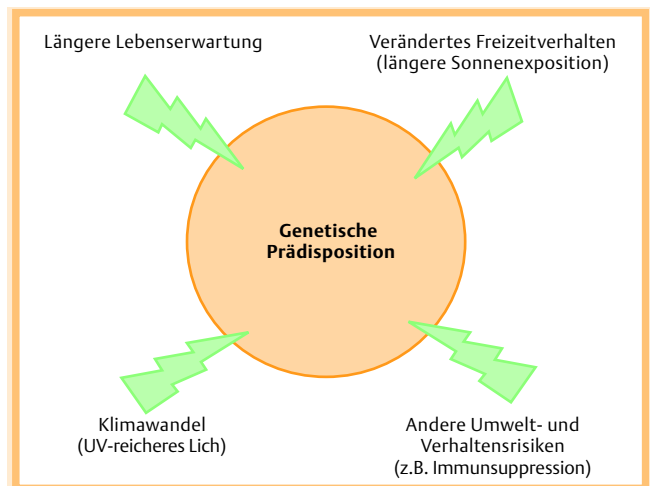 Längere Lebenserwartung
Verändertes Freizeitverhalten
(längere Sonnenexposition)
Genetische
Prädisposition
Klimawandel
(UV-reicheres Lich)
Andere Umwelt- und
Verhaltensrisiken
(z.B. Immunsuppression)